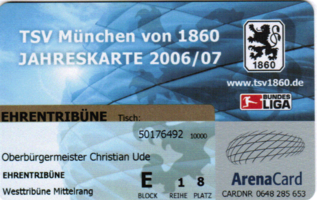 TSV München von 1860
JAHRESKARTE 2006/07
1860
www.tsv1860.de
BUNDES
LIGA
EHRENTRIBÜNE Tisch:
50176492 10000
Oberbürgermeister Christian Ude
EHRENTRIBÜNE
Westtribüne Mittelrang
E 1 8
BLOCK REIHE PLATZ
ArenaCard
CARDNR 0648 285 653